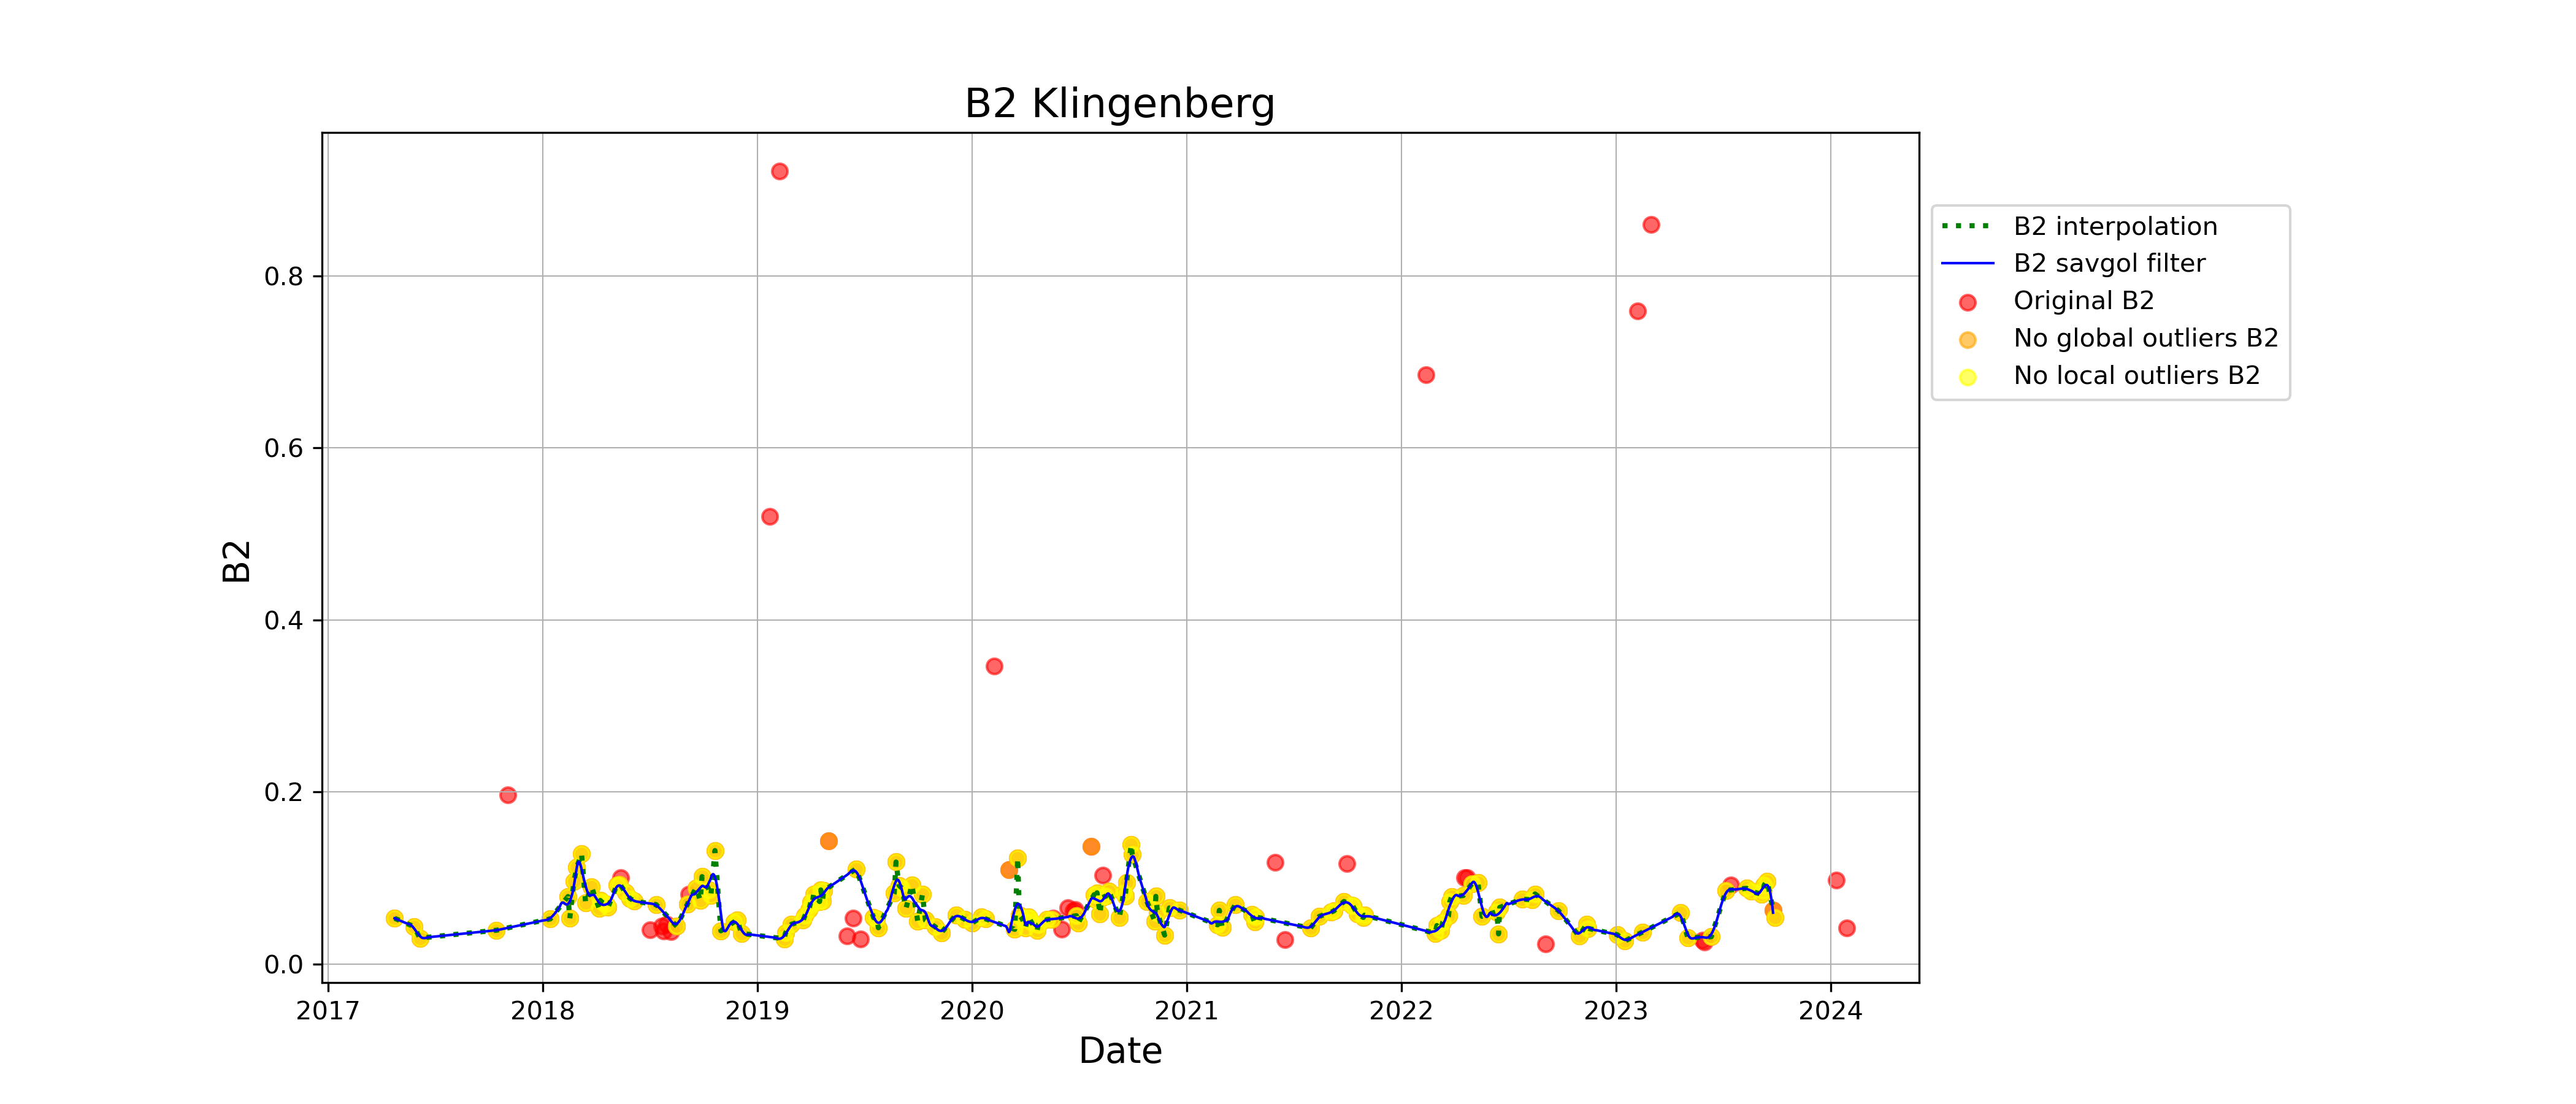 B2 Klingenberg
B2
0.8
0.6
0.4
0.2
0.0
2017 2018 2019 2020 2021 2022 2023 2024
Date
B2 interpolation
B2 savgol filter
Original B2
No global outliers B2
No local outliers B2